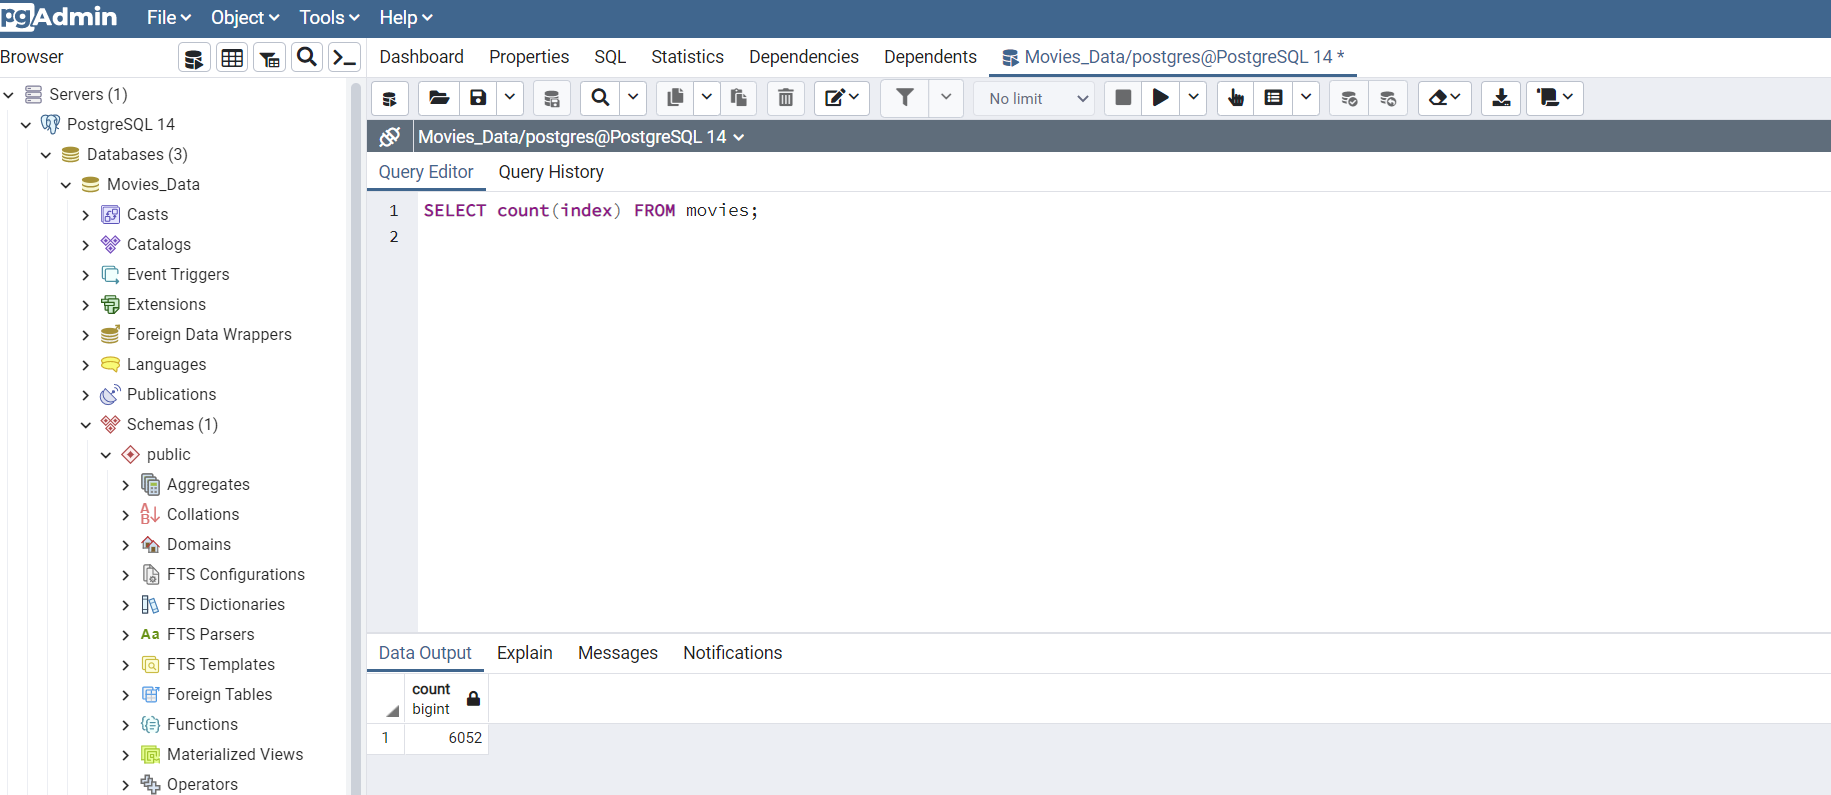 pgAdmin File Object Tools Help
Browser
Dashboard Properties SQL Statistics Dependencies Dependents Movies_Data/postgres@PostgreSQL 14 *
Servers (1)
PostgreSQL 14
Databases (3)
Movies_Data
Casts
Catalogs
Event Triggers
Extensions
Foreign Data Wrappers
Languages
Publications
Schemas (1)
public
Aggregates
Collations
Domains
FTS Configurations
FTS Dictionaries
Aa FTS Parsers
FTS Templates
Foreign Tables
Functions
Materialized Views
Operators
No limit
Movies_Data/postgres@PostgreSQL 14
Query Editor Query History
1 SELECT count(index) FROM movies;
2
Data Output Explain Messages Notifications
count
bigint
1 6052